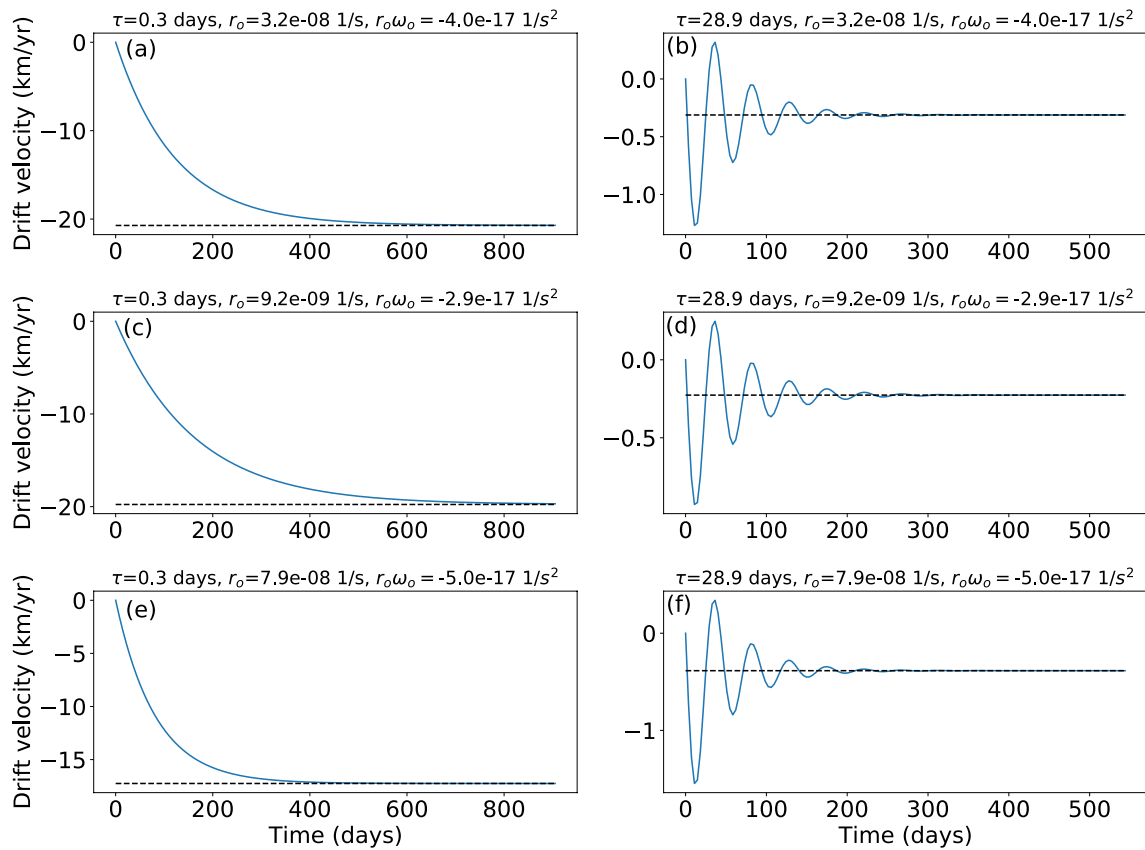 τ=0.3 days, r_o=3.2e-08 1/s, r_oω_o = -4.0e-17 1/s²
(a)
0
−10
−20
0 200 400 600 800
Drift velocity (km/yr)
τ=28.9 days, r_o=3.2e-08 1/s, r_oω_o = -4.0e-17 1/s²
(b)
0.0
−0.5
−1.0
0 100 200 300 400 500
τ=0.3 days, r_o=9.2e-09 1/s, r_oω_o = -2.9e-17 1/s²
(c)
0
−10
−20
0 200 400 600 800
Drift velocity (km/yr)
τ=28.9 days, r_o=9.2e-09 1/s, r_oω_o = -2.9e-17 1/s²
(d)
0.0
−0.5
0 100 200 300 400 500
τ=0.3 days, r_o=7.9e-08 1/s, r_oω_o = -5.0e-17 1/s²
(e)
0
−5
−10
−15
0 200 400 600 800
Drift velocity (km/yr)
Time (days)
τ=28.9 days, r_o=7.9e-08 1/s, r_oω_o = -5.0e-17 1/s²
(f)
0
−1
0 100 200 300 400 500
Time (days)